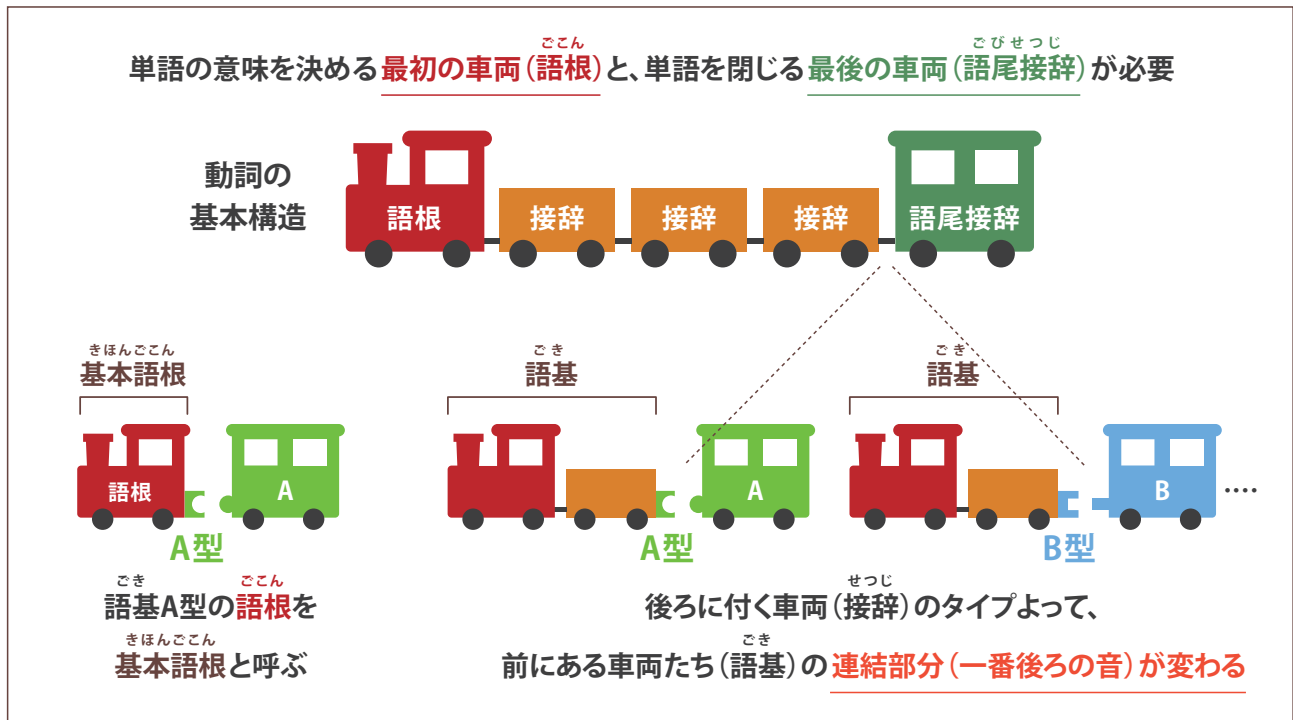 ごこん
ごびせつじ
単語の意味を決める最初の車両（語根）と、単語を閉じる最後の車両（語尾接辞）が必要
動詞の
基本構造
語根 接辞 接辞 接辞 語尾接辞
きほんごこん
基本語根
語根 A
A型
ごき
ごこん
語基A型の語根を
きほんごこん
基本語根と呼ぶ
ごき
語基
A
A型
ごき
語基
B ‥‥
B型
せつじ
後ろに付く車両（接辞）のタイプよって、
ごき
前にある車両たち（語基）の連結部分（一番後ろの音）が変わる